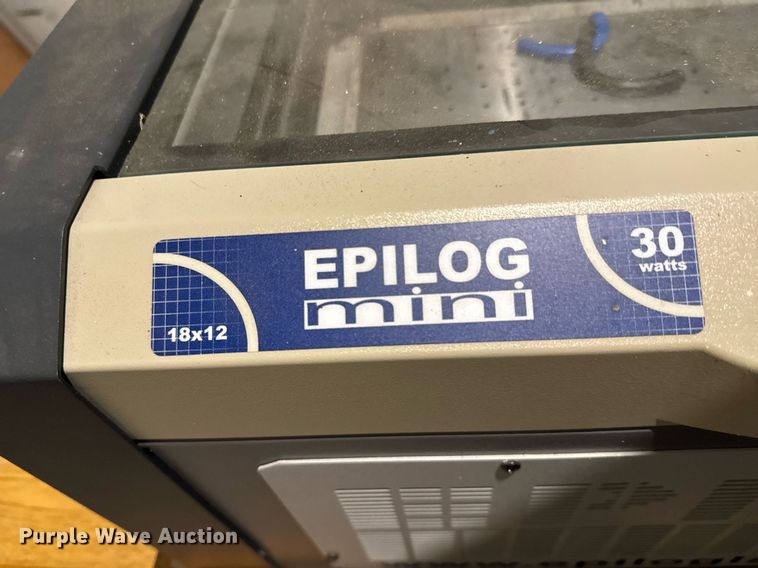 EPILOG
mini
30
watts
18x12
Purple Wave Auction